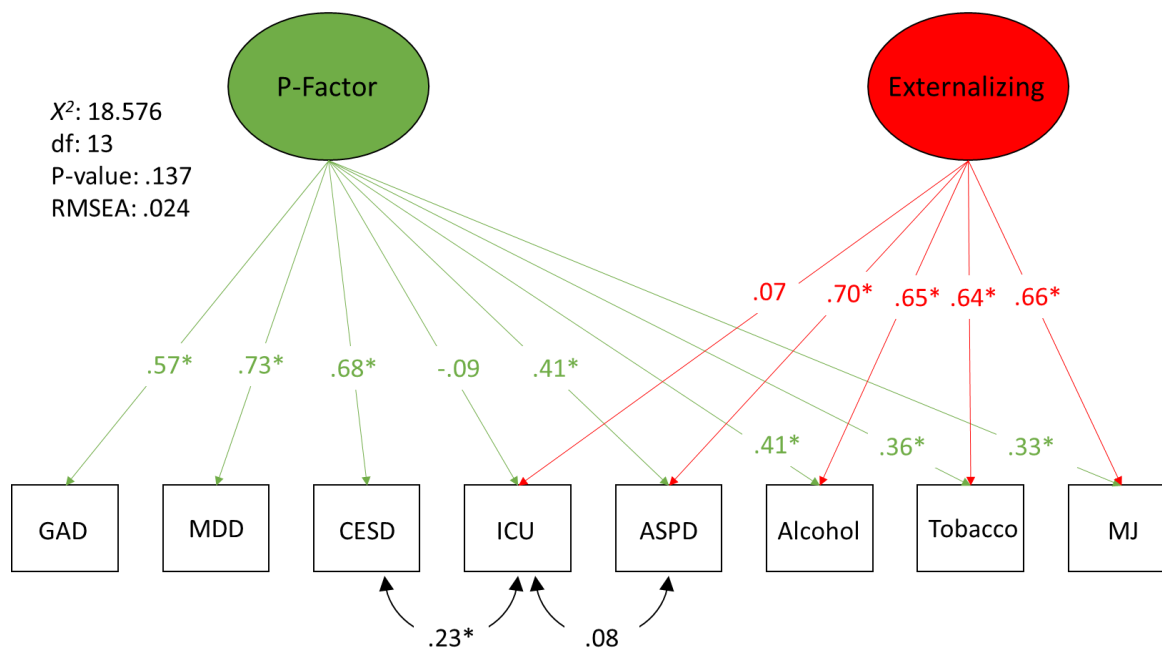 P-Factor
Externalizing
X²: 18.576
df: 13
P-value: .137
RMSEA: .024
.07
.70*
.65*
.64*
.66*
.57*
.73*
.68*
-.09
.41*
.41*
.36*
.33*
GAD
MDD
CESD
ICU
ASPD
Alcohol
Tobacco
MJ
.23*
.08